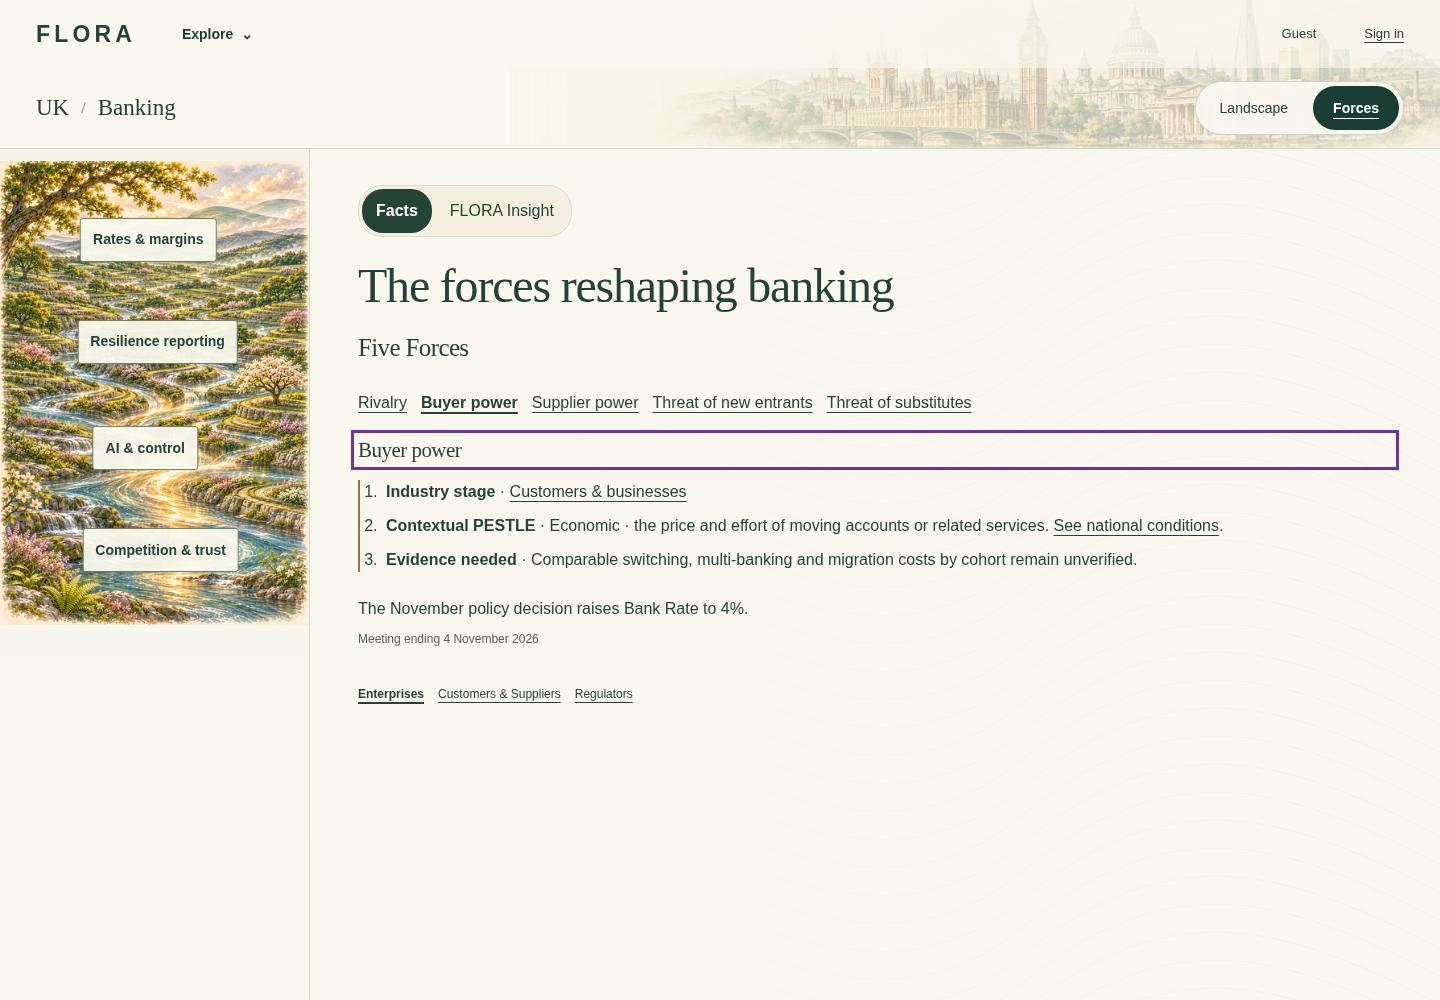 FLORA
Explore
Guest
Sign in
UK / Banking
Landscape
Forces
Rates & margins
Resilience reporting
AI & control
Competition & trust
Facts
FLORA Insight
The forces reshaping banking
Five Forces
Rivalry Buyer power Supplier power Threat of new entrants Threat of substitutes
Buyer power
1. Industry stage · Customers & businesses
2. Contextual PESTLE · Economic · the price and effort of moving accounts or related services. See national conditions.
3. Evidence needed · Comparable switching, multi-banking and migration costs by cohort remain unverified.
The November policy decision raises Bank Rate to 4%.
Meeting ending 4 November 2026
Enterprises Customers & Suppliers Regulators